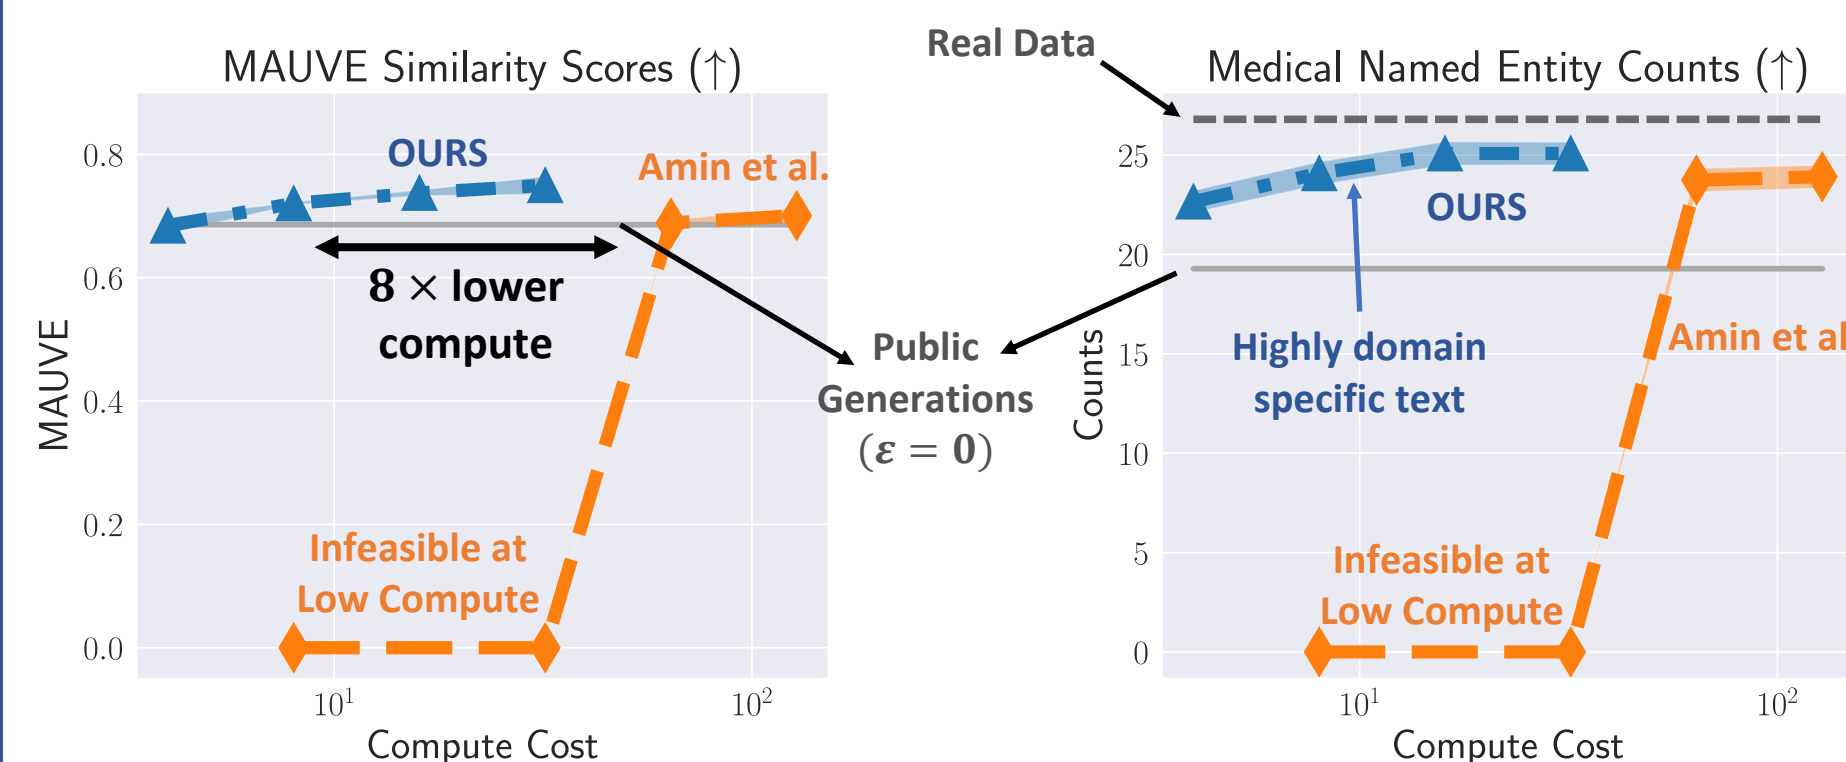 MAUVE Similarity Scores (↑)
MAUVE
0.8
0.6
0.4
0.2
0.0
OURS
Amin et al.
8 × lower
compute
Infeasible at
Low Compute
10¹
10²
Compute Cost
Real Data
Public
Generations
(ε = 0)
Medical Named Entity Counts (↑)
Counts
25
20
15
10
5
0
OURS
Highly domain
specific text
Amin et al
Infeasible at
Low Compute
10¹
10²
Compute Cost